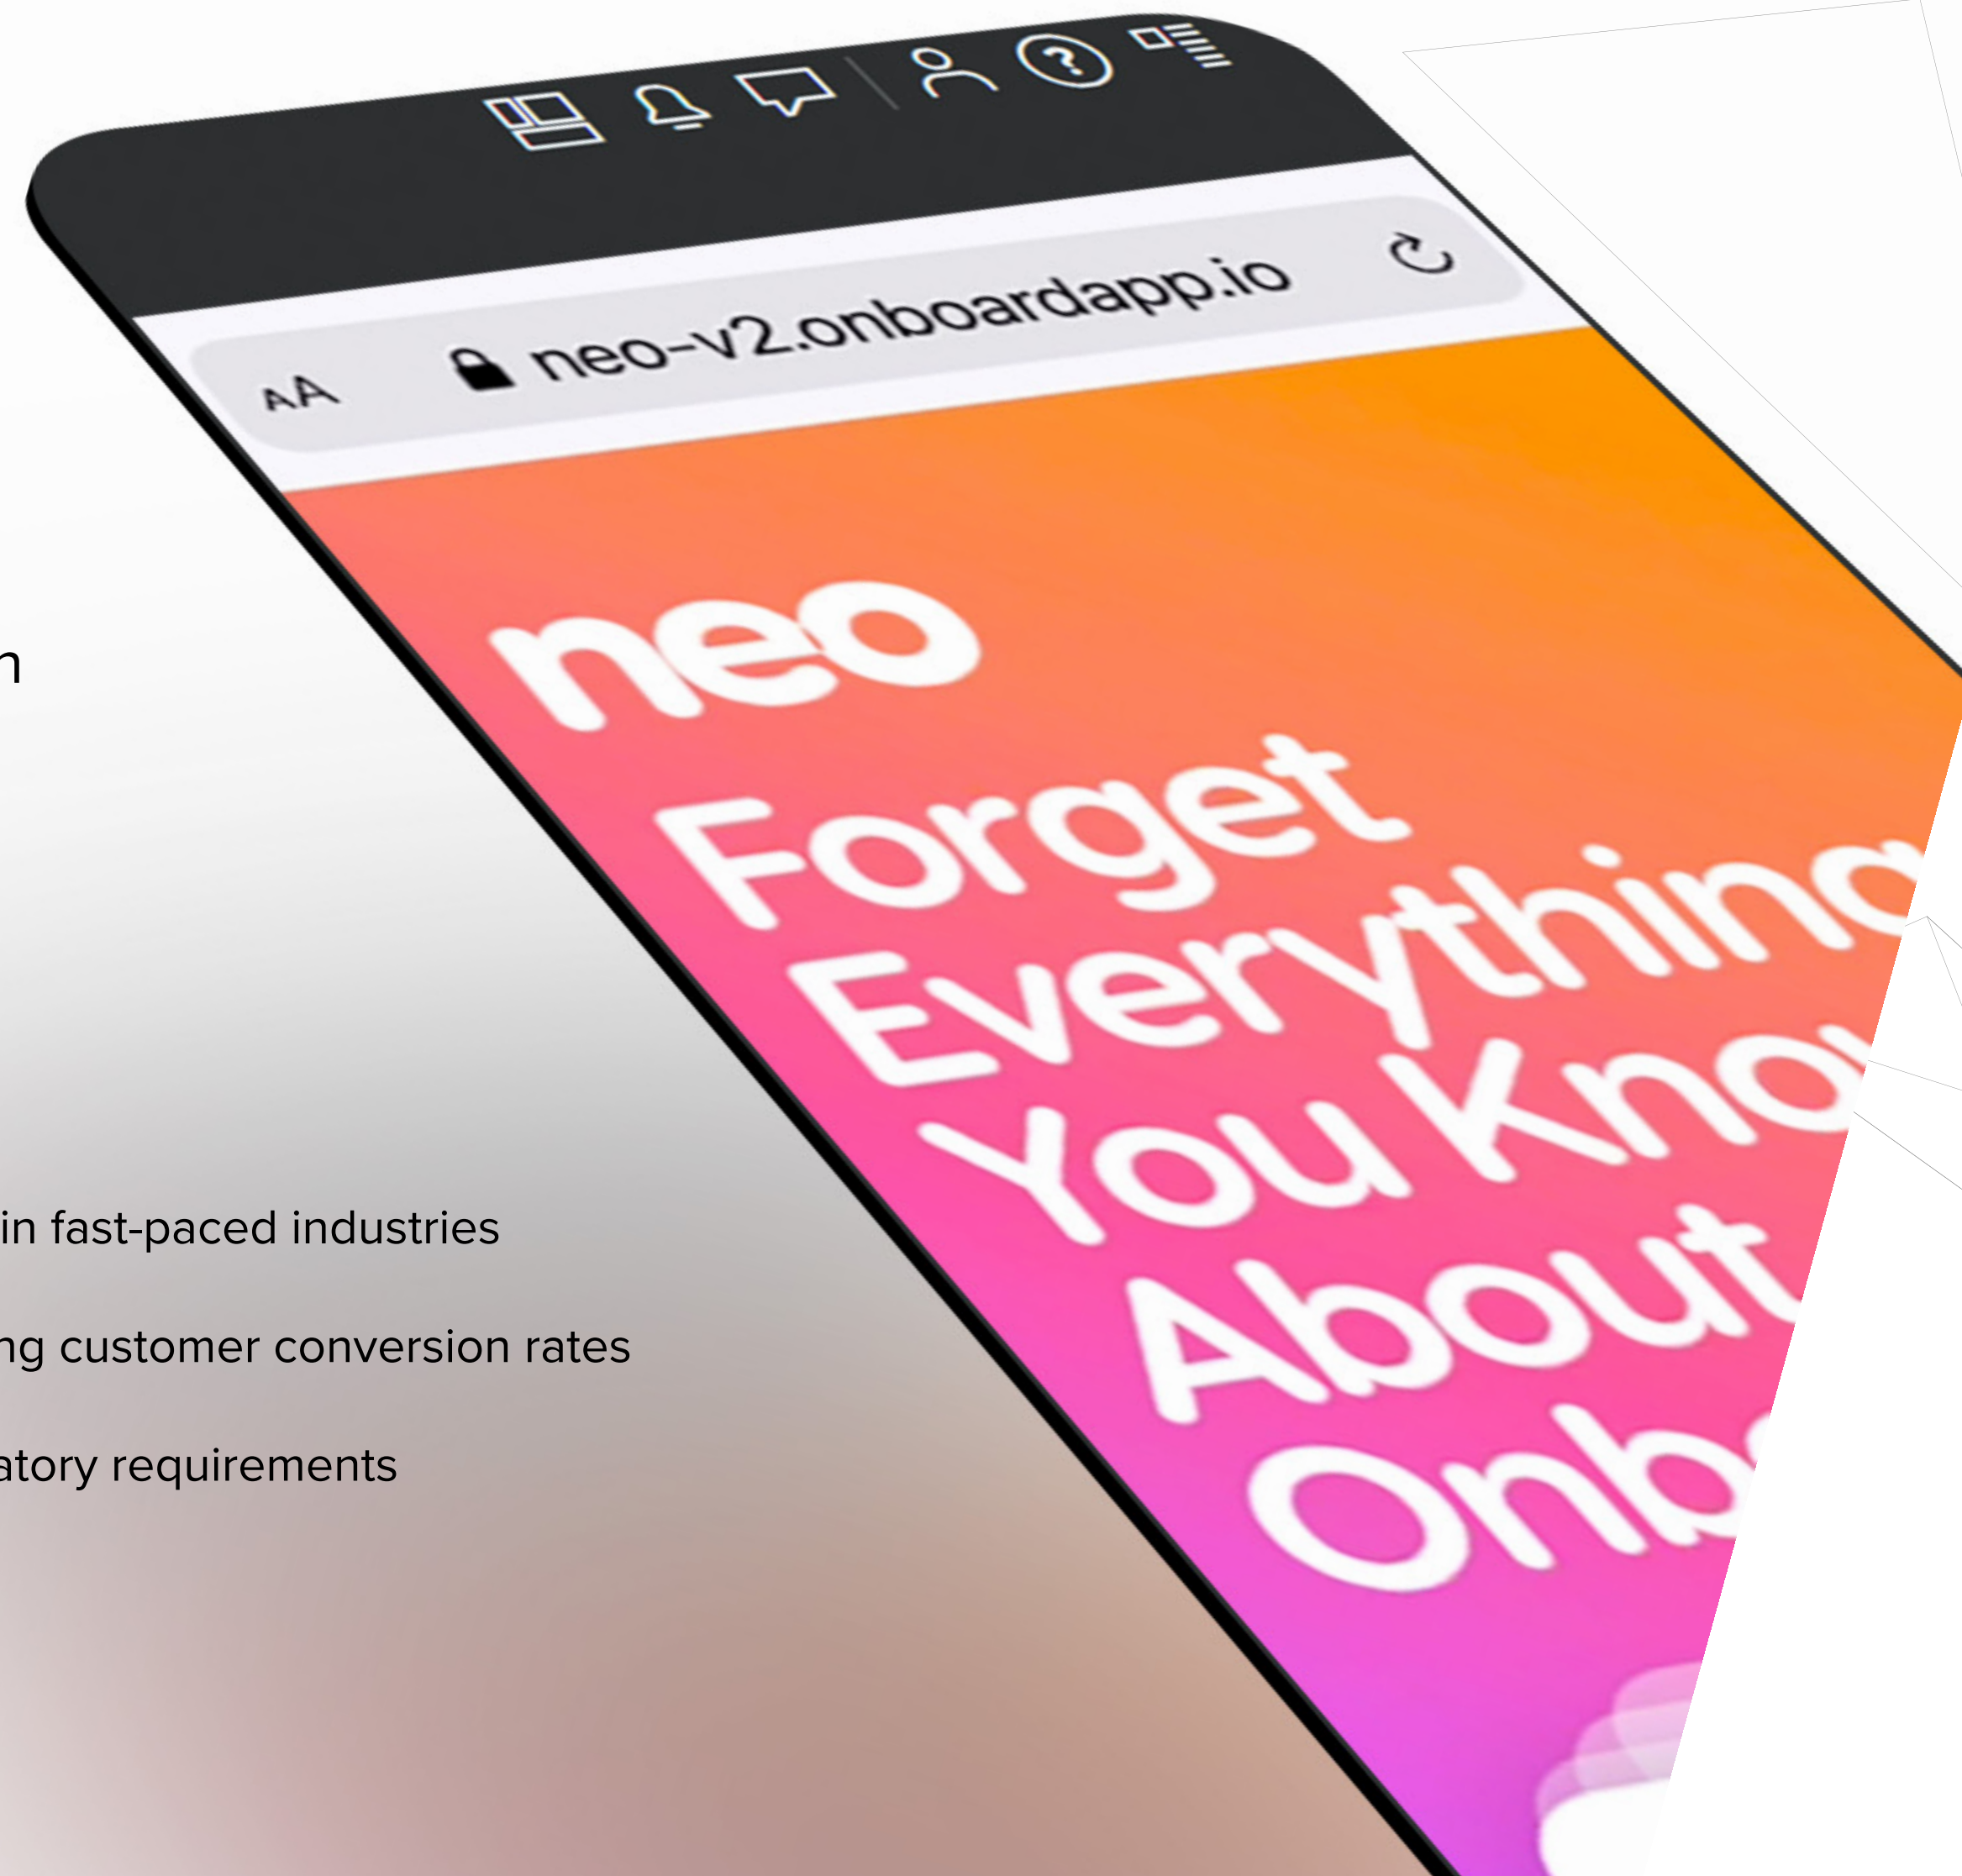 AA neo-v2.onboardapp.io
neo
Forget
Everything
You Kno
About
Onb
n
in fast-paced industries
ng customer conversion rates
atory requirements